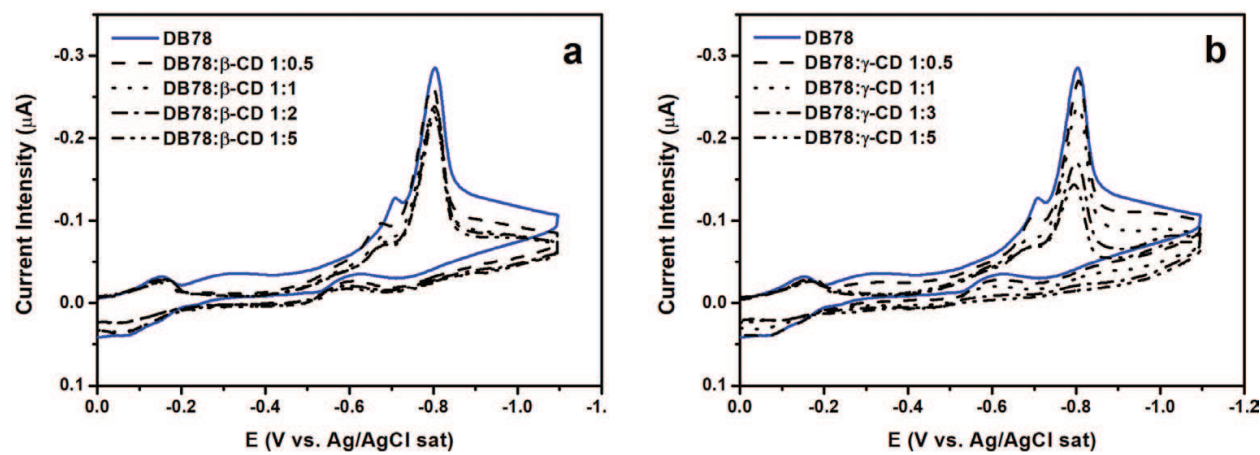 a
DB78
DB78:β-CD 1:0.5
DB78:β-CD 1:1
DB78:β-CD 1:2
DB78:β-CD 1:5
Current Intensity (µA)
-0.3
-0.2
-0.1
0.0
0.1
0.0
-0.2
-0.4
-0.6
-0.8
-1.0
-1.
E (V vs. Ag/AgCl sat)
b
DB78
DB78:γ-CD 1:0.5
DB78:γ-CD 1:1
DB78:γ-CD 1:3
DB78:γ-CD 1:5
Current Intensity (µA)
-0.3
-0.2
-0.1
0.0
0.1
0.0
-0.2
-0.4
-0.6
-0.8
-1.0
-1.2
E (V vs. Ag/AgCl sat)